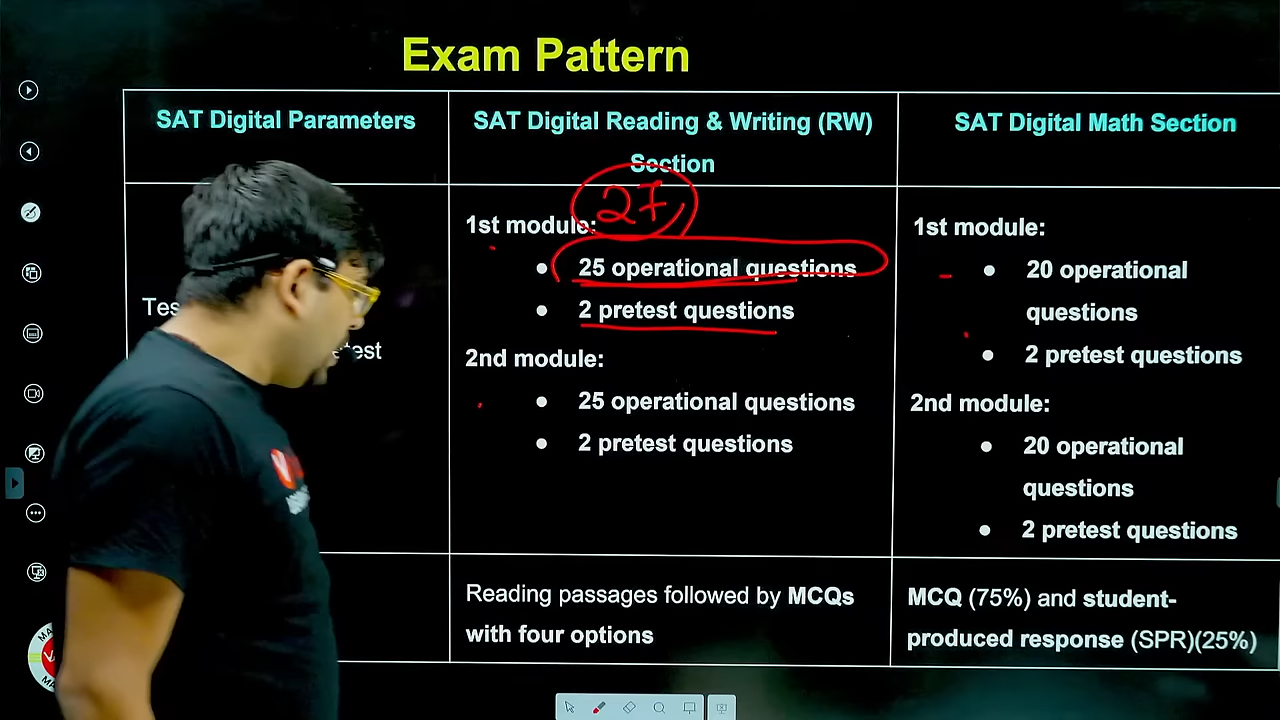 Exam Pattern
SAT Digital Parameters
SAT Digital Reading & Writing (RW)
Section
SAT Digital Math Section
Tes
test
27
1st module:
• 25 operational questions
• 2 pretest questions
2nd module:
• 25 operational questions
• 2 pretest questions
1st module:
• 20 operational
questions
• 2 pretest questions
2nd module:
• 20 operational
questions
• 2 pretest questions
Reading passages followed by MCQs
with four options
MCQ (75%) and student-
produced response (SPR)(25%)